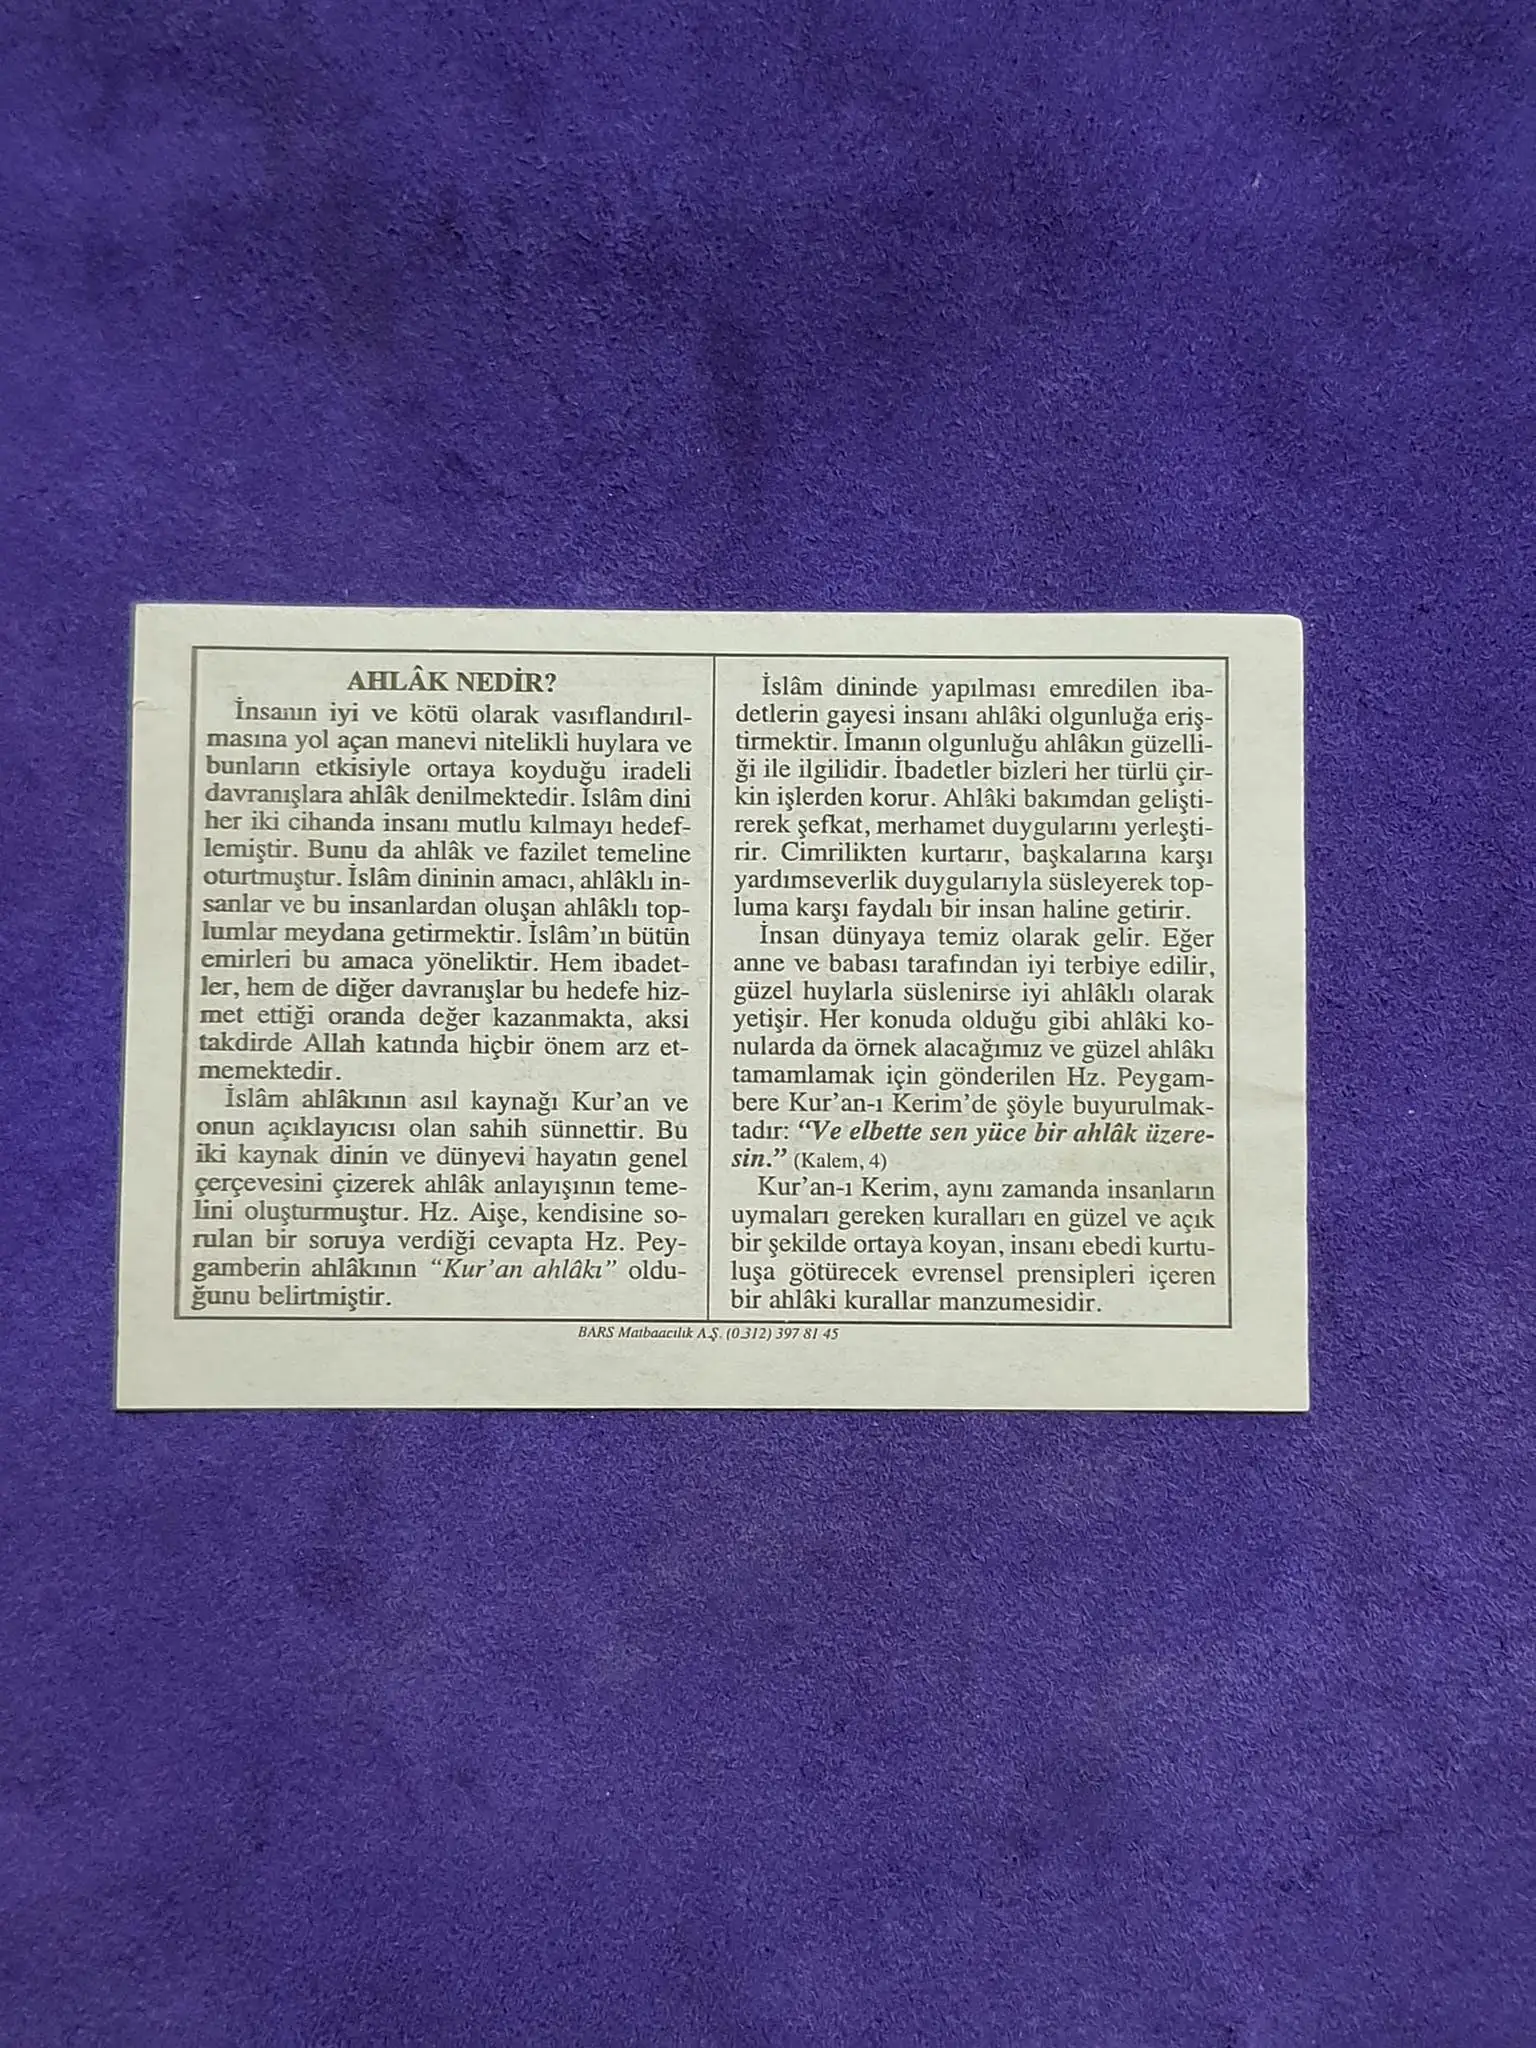 AHLÂK NEDİR?
İnsanın iyi ve kötü olarak vasıflandırıl-
masına yol açan manevi nitelikli huylara ve
bunların etkisiyle ortaya koyduğu iradeli
davranışlara ahlâk denilmektedir. İslâm dini
her iki cihanda insanı mutlu kılmayı hedef-
lemiştir. Bunu da ahlâk ve fazilet temeline
oturtmuştur. İslâm dininin amacı, ahlâklı in-
sanlar ve bu insanlardan oluşan ahlâklı top-
lumlar meydana getirmektir. İslâm’ın bütün
emirleri bu amaca yöneliktir. Hem ibadet-
ler, hem de diğer davranışlar bu hedefe hiz-
met ettiği oranda değer kazanmakta, aksi
takdirde Allah katında hiçbir önem arz et-
memektedir.
İslâm ahlâkının asıl kaynağı Kur’an ve
onun açıklayıcısı olan sahih sünnettir. Bu
iki kaynak dinin ve dünyevi hayatın genel
çerçevesini çizerek ahlâk anlayışının teme-
lini oluşturmuştur. Hz. Aişe, kendisine so-
rulan bir soruya verdiği cevapta Hz. Pey-
gamberin ahlâkının “Kur’an ahlâkı” oldu-
ğunu belirtmiştir.
İslâm dininde yapılması emredilen iba-
detlerin gayesi insanı ahlâki olgunluğa eriş-
tirmektir. İmanın olgunluğu ahlâkın güzelli-
ği ile ilgilidir. İbadetler bizleri her türlü çir-
kin işlerden korur. Ahlâki bakımdan gelişti-
rerek şefkat, merhamet duygularını yerleşti-
rir. Cimrilikten kurtarır, başkalarına karşı
yardımseverlik duygularıyla süsleyerek top-
luma karşı faydalı bir insan haline getirir.
İnsan dünyaya temiz olarak gelir. Eğer
anne ve babası tarafından iyi terbiye edilir,
güzel huylarla süslenirse iyi ahlâklı olarak
yetişir. Her konuda olduğu gibi ahlâki ko-
nularda da örnek alacağımız ve güzel ahlâkı
tamamlamak için gönderilen Hz. Peygam-
bere Kur’an-ı Kerim’de şöyle buyurulmak-
tadır: “Ve elbette sen yüce bir ahlâk üzere-
sin.” (Kalem, 4)
Kur’an-ı Kerim, aynı zamanda insanların
uymaları gereken kuralları en güzel ve açık
bir şekilde ortaya koyan, insanı ebedi kurtu-
luşa götürecek evrensel prensipleri içeren
bir ahlâki kurallar manzumesidir.
BARS Matbaacılık A.Ş. (0.312) 397 81 45